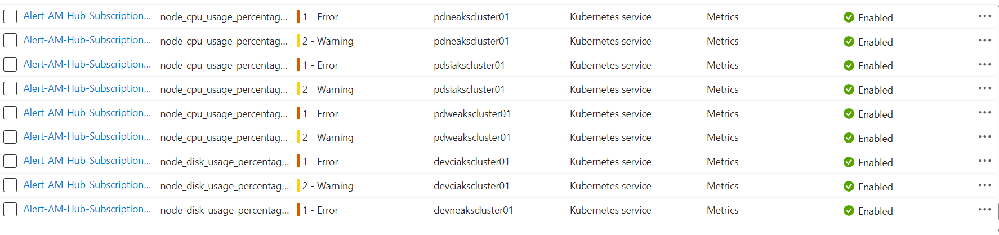 Alert-AM-Hub-Subscription... node_cpu_usage_percentag... 1 - Error pdneakscluster01 Kubernetes service Metrics Enabled ...
Alert-AM-Hub-Subscription... node_cpu_usage_percentag... 2 - Warning pdneakscluster01 Kubernetes service Metrics Enabled ...
Alert-AM-Hub-Subscription... node_cpu_usage_percentag... 1 - Error pdsiakscluster01 Kubernetes service Metrics Enabled ...
Alert-AM-Hub-Subscription... node_cpu_usage_percentag... 2 - Warning pdsiakscluster01 Kubernetes service Metrics Enabled ...
Alert-AM-Hub-Subscription... node_cpu_usage_percentag... 1 - Error pdweakscluster01 Kubernetes service Metrics Enabled ...
Alert-AM-Hub-Subscription... node_cpu_usage_percentag... 2 - Warning pdweakscluster01 Kubernetes service Metrics Enabled ...
Alert-AM-Hub-Subscription... node_disk_usage_percentag... 1 - Error devciakscluster01 Kubernetes service Metrics Enabled ...
Alert-AM-Hub-Subscription... node_disk_usage_percentag... 2 - Warning devciakscluster01 Kubernetes service Metrics Enabled ...
Alert-AM-Hub-Subscription... node_disk_usage_percentag... 1 - Error devneakscluster01 Kubernetes service Metrics Enabled ...